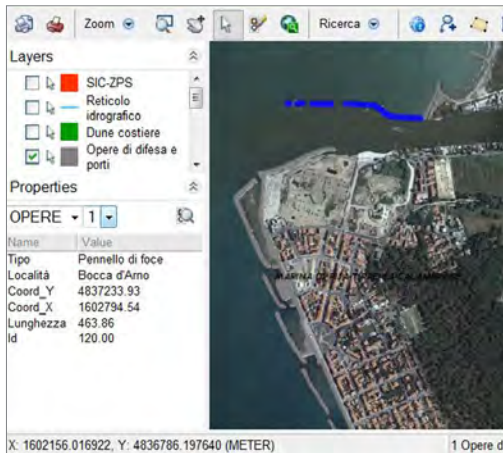 Zoom
Ricerca
Layers
SIC-ZPS
Reticolo
idrografico
Dune costiere
Opere di difesa e
porti
Properties
OPERE 1
Name Value
Tipo Pennello di foce
Località Bocca d'Arno
Coord_Y 4837233.93
Coord_X 1602794.54
Lunghezza 463.86
Id 120.00
X: 1602156.016922, Y: 4836786.197640 (METER)
1 Opere d